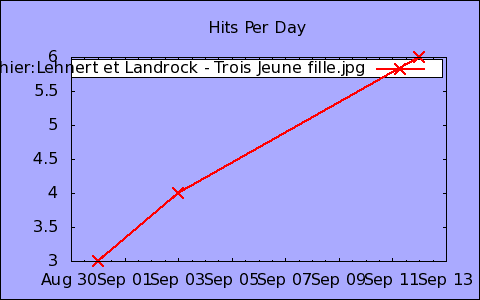 Hits Per Day
hier:Lehnert et Landrock - Trois Jeune fille.jpg
6
5.5
5
4.5
4
3.5
3
Aug 30 Sep 01 Sep 03 Sep 05 Sep 07 Sep 09 Sep 11 Sep 13